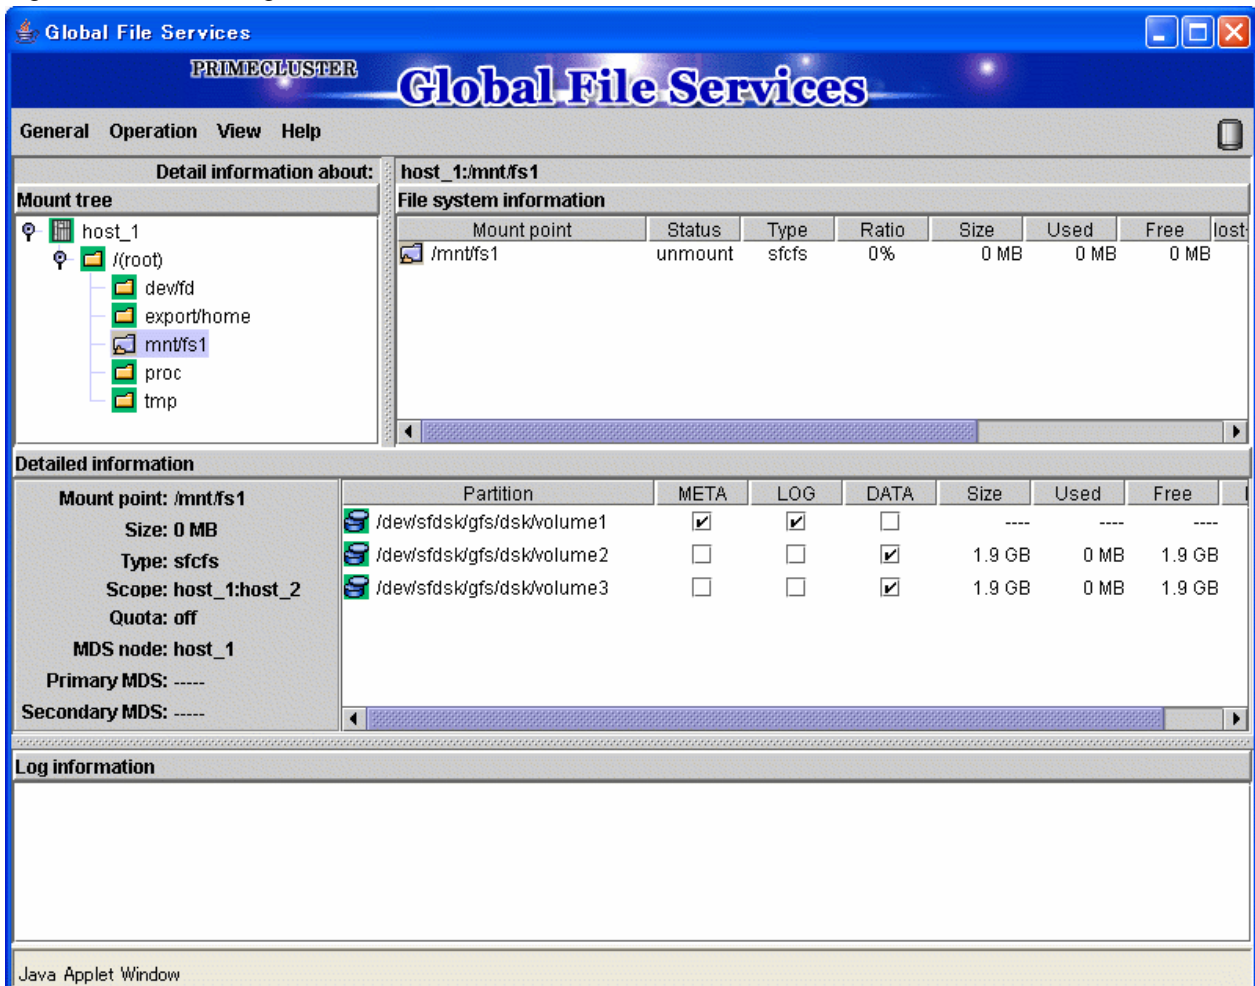 Global File Services
PRIMECLUSTER
Global File Services
General Operation View Help
Detail information about: host_1:/mnt/fs1
Mount tree
host_1
/(root)
dev/fd
export/home
mnt/fs1
proc
tmp
File system information
Mount point Status Type Ratio Size Used Free
/mnt/fs1 unmount sfcfs 0% 0 MB 0 MB 0 MB
Detailed information
Mount point: /mnt/fs1
Size: 0 MB
Type: sfcfs
Scope: host_1:host_2
Quota: off
MDS node: host_1
Primary MDS: -----
Secondary MDS: -----
Partition META LOG DATA Size Used Free
/dev/sfdsk/gfs/dsk/volume1 ---- ---- ----
/dev/sfdsk/gfs/dsk/volume2 1.9 GB 0 MB 1.9 GB
/dev/sfdsk/gfs/dsk/volume3 1.9 GB 0 MB 1.9 GB
Log information
Java Applet Window